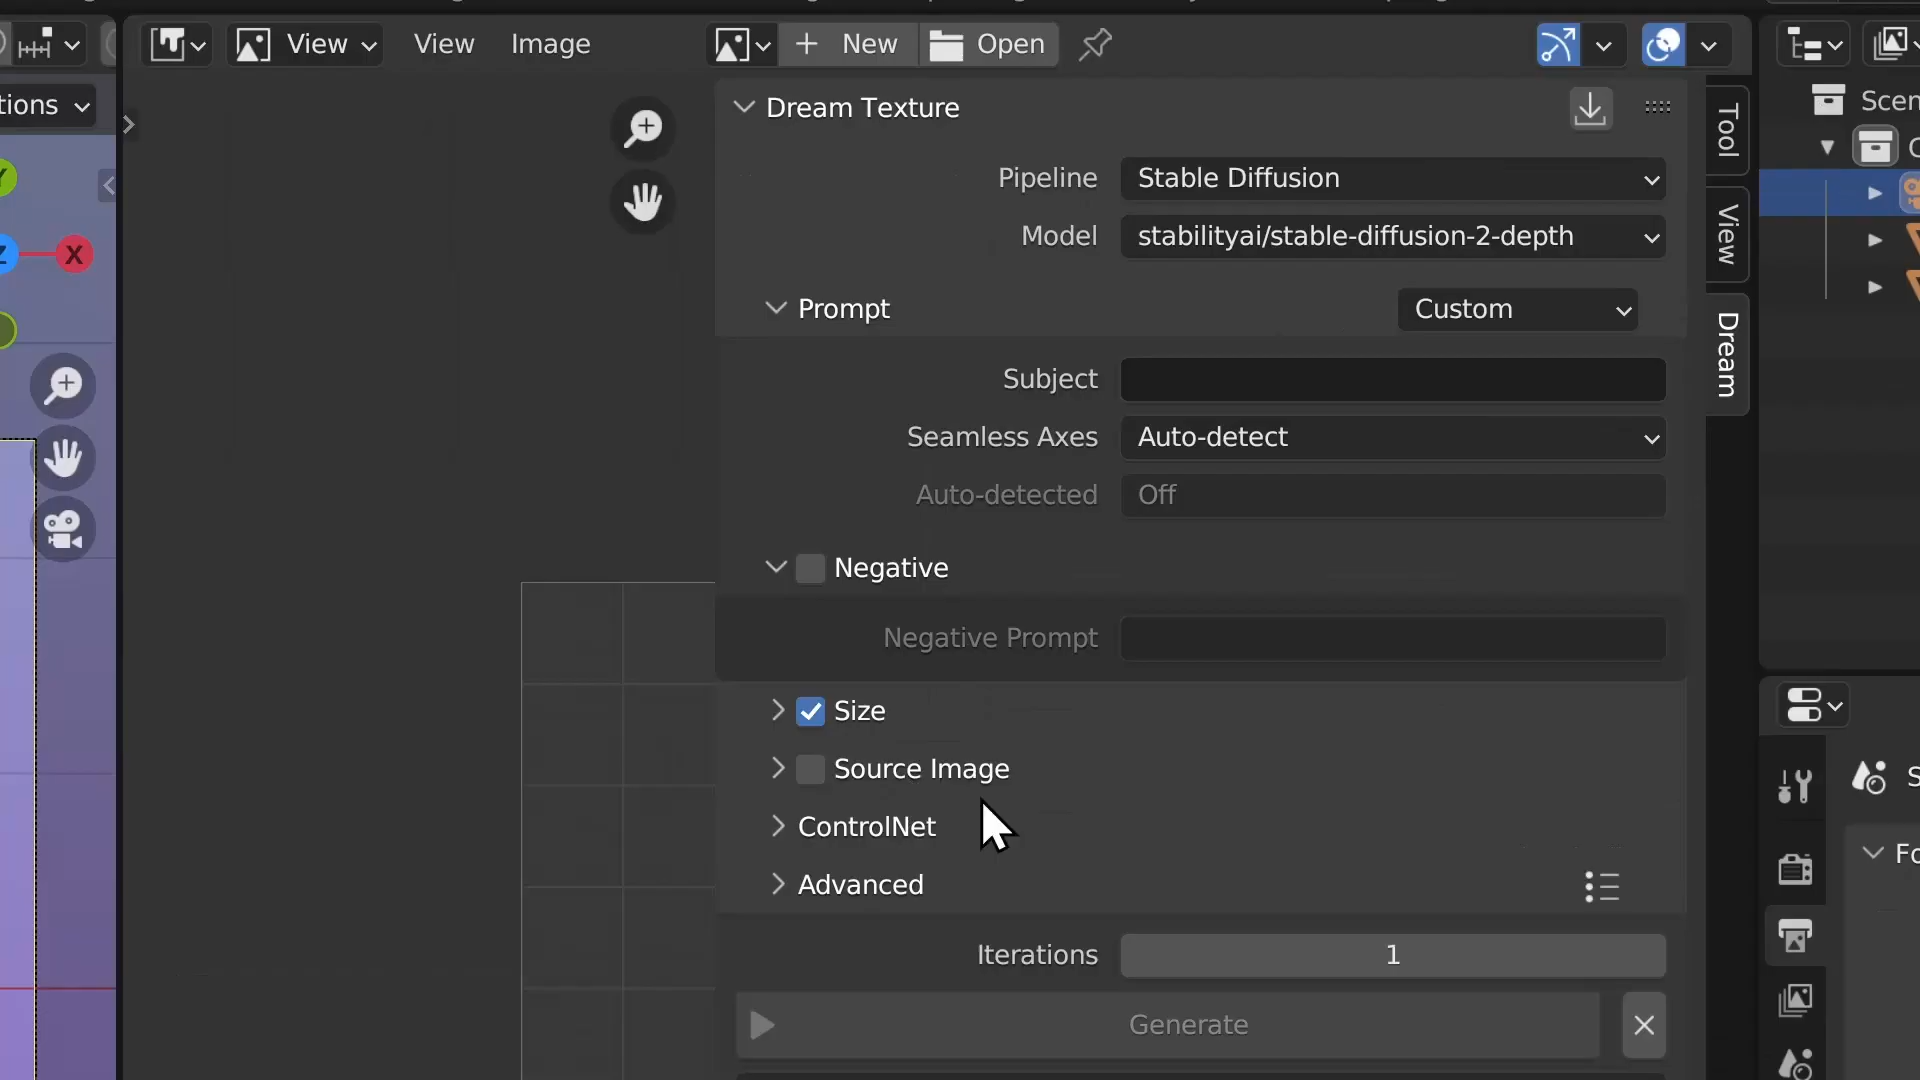 View View Image New Open
tions
Dream Texture
Pipeline Stable Diffusion
Model stabilityai/stable-diffusion-2-depth
Prompt Custom
Subject
Seamless Axes Auto-detect
Auto-detected Off
Negative
Negative Prompt
Size
Source Image
ControlNet
Advanced
Iterations 1
Generate
Tool
View
Dream
Scen
X
Y
Z